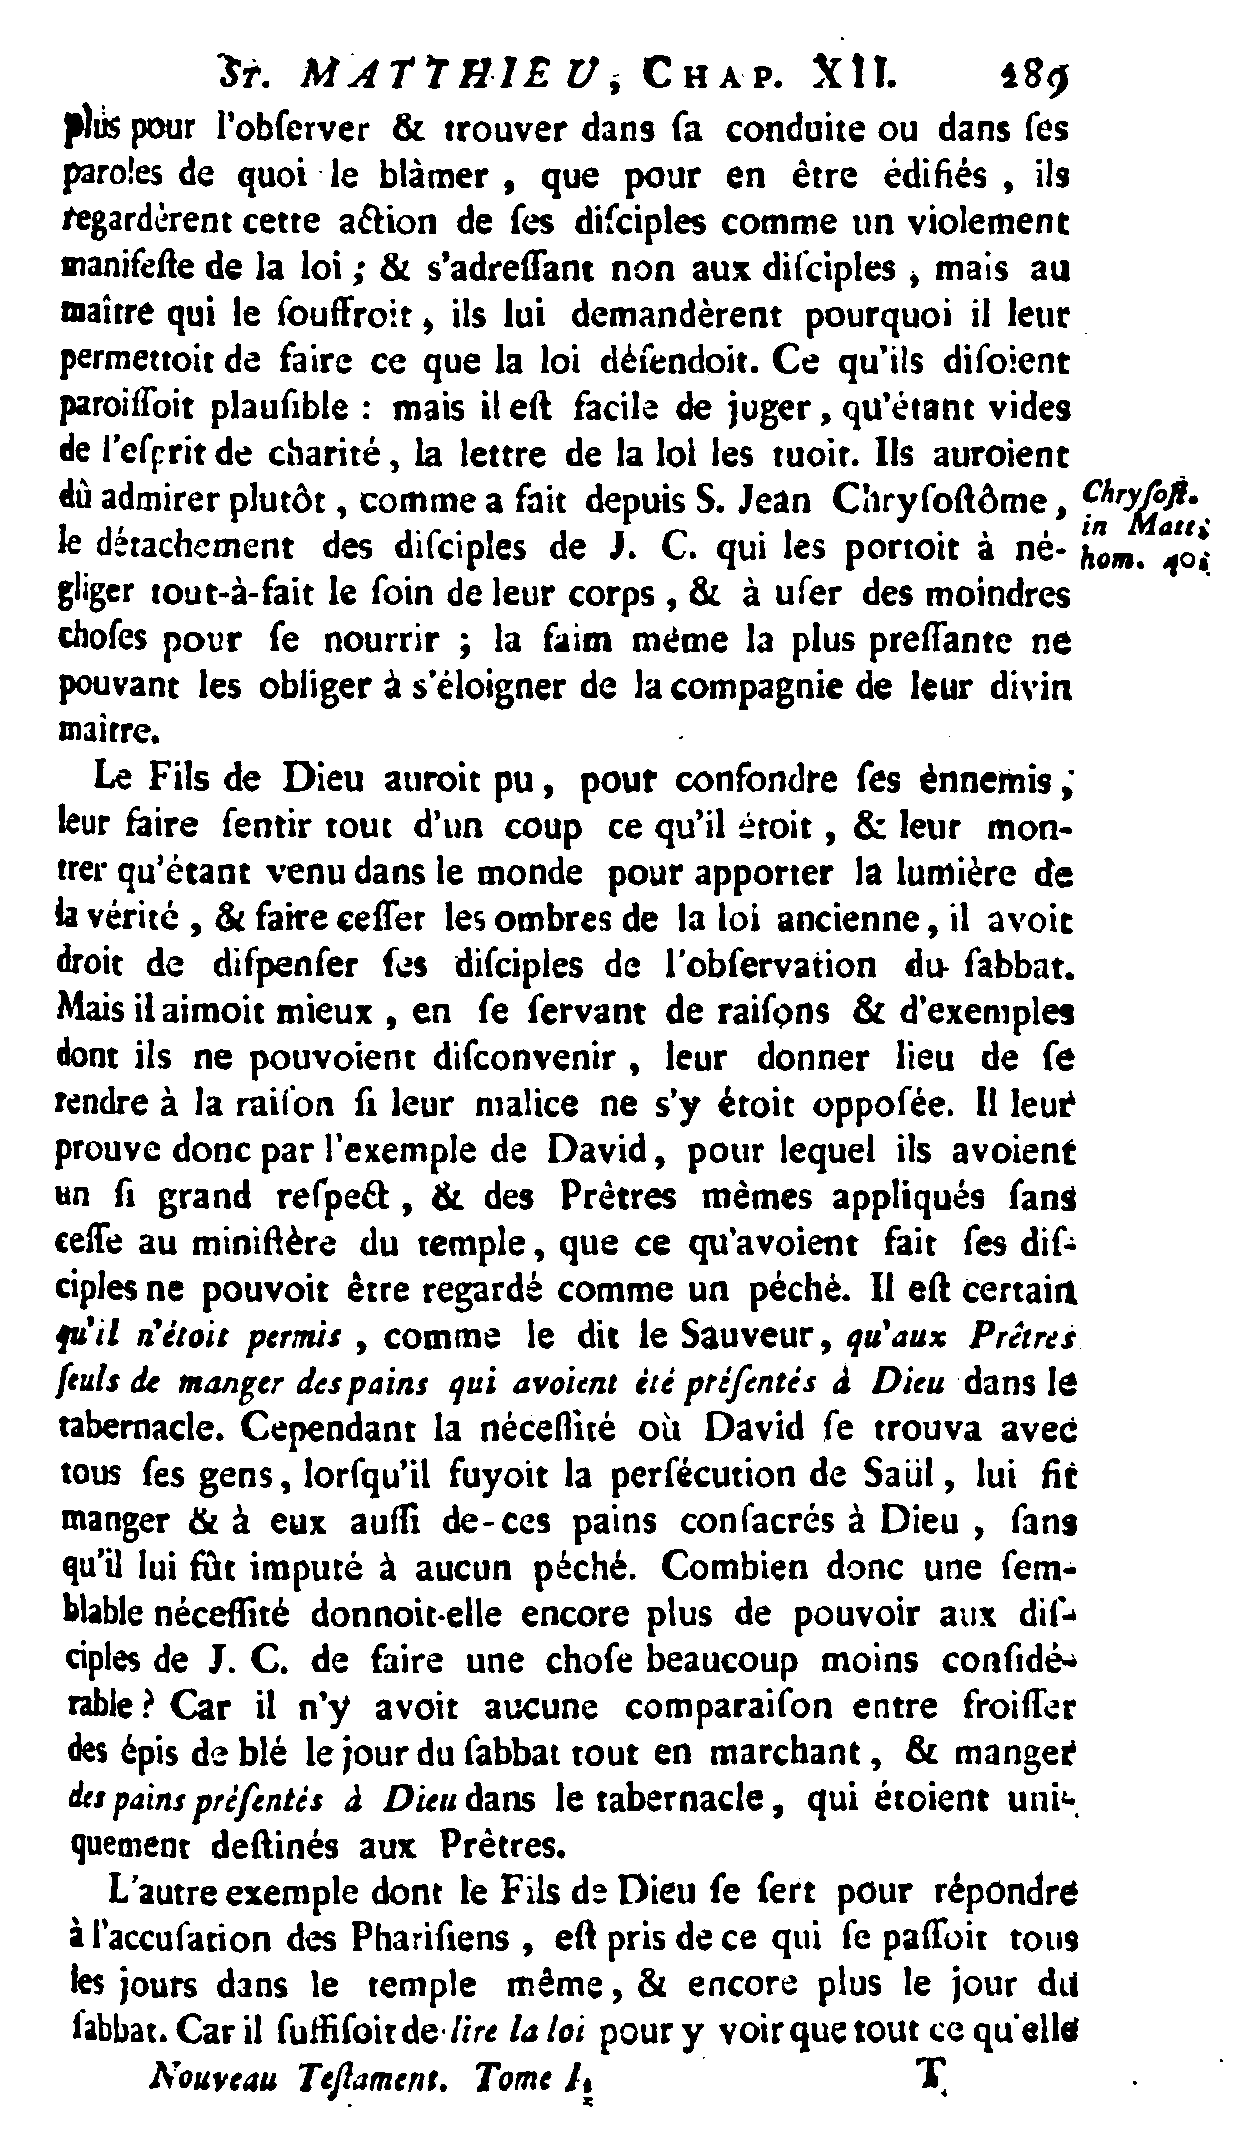 St. MATTHIEU, CHAP. XII. 289
plus pour l'obſerver & trouver dans ſa conduite ou dans ſes
paroles de quoi le blâmer, que pour en être édifiés, ils
regardèrent cette action de ſes diſciples comme un violement
manifeſte de la loi; & s'adreſſant non aux diſciples, mais au
maître qui le ſouffroit, ils lui demandèrent pourquoi il leur
permettoit de faire ce que la loi défendoit. Ce qu'ils diſoient
paroiſſoit plauſible : mais il eſt facile de juger, qu'étant vides
de l'eſprit de charité, la lettre de la loi les tuoit. Ils auroient
dû admirer plutôt, comme a fait depuis S. Jean Chryſoſtôme,
Chryſoſt.
in Matt.
hom. 40.
le détachement des diſciples de J. C. qui les portoit à né-
gliger tout-à-fait le ſoin de leur corps, & à uſer des moindres
choſes pour ſe nourrir ; la faim même la plus preſſante ne
pouvant les obliger à s'éloigner de la compagnie de leur divin
maître.
Le Fils de Dieu auroit pu, pour confondre ſes ennemis,
leur faire ſentir tout d'un coup ce qu'il étoit, & leur mon-
trer qu'étant venu dans le monde pour apporter la lumière de
la vérité, & faire ceſſer les ombres de la loi ancienne, il avoit
droit de diſpenſer ſes diſciples de l'obſervation du ſabbat.
Mais il aimoit mieux, en ſe ſervant de raiſons & d'exemples
dont ils ne pouvoient diſconvenir, leur donner lieu de ſe
rendre à la raiſon ſi leur malice ne s'y étoit oppoſée. Il leur
prouve donc par l'exemple de David, pour lequel ils avoient
un ſi grand reſpect, & des Prêtres mêmes appliqués ſans
ceſſe au miniſtère du temple, que ce qu'avoient fait ſes diſ-
ciples ne pouvoit être regardé comme un péché. Il eſt certain
qu'il n'étoit permis, comme le dit le Sauveur, qu'aux Prêtres
ſeuls de manger des pains qui avoient été préſentés à Dieu dans le
tabernacle. Cependant la néceſſité où David ſe trouva avec
tous ſes gens, lorſqu'il fuyoit la perſécution de Saül, lui fit
manger & à eux auſſi de-ces pains conſacrés à Dieu, ſans
qu'il lui fût imputé à aucun péché. Combien donc une ſem-
blable néceſſité donnoit-elle encore plus de pouvoir aux diſ-
ciples de J. C. de faire une choſe beaucoup moins conſidé-
rable ? Car il n'y avoit aucune comparaiſon entre froiſſer
des épis de blé le jour du ſabbat tout en marchant, & manger
des pains préſentés à Dieu dans le tabernacle, qui étoient uni-
quement deſtinés aux Prêtres.
L'autre exemple dont le Fils de Dieu ſe ſert pour répondre
à l'accuſation des Phariſiens, eſt pris de ce qui ſe paſſoit tous
les jours dans le temple même, & encore plus le jour du
ſabbat. Car il ſuffiſoit de lire la loi pour y voir que tout ce qu'elle
Nouveau Teſtament. Tome I. T